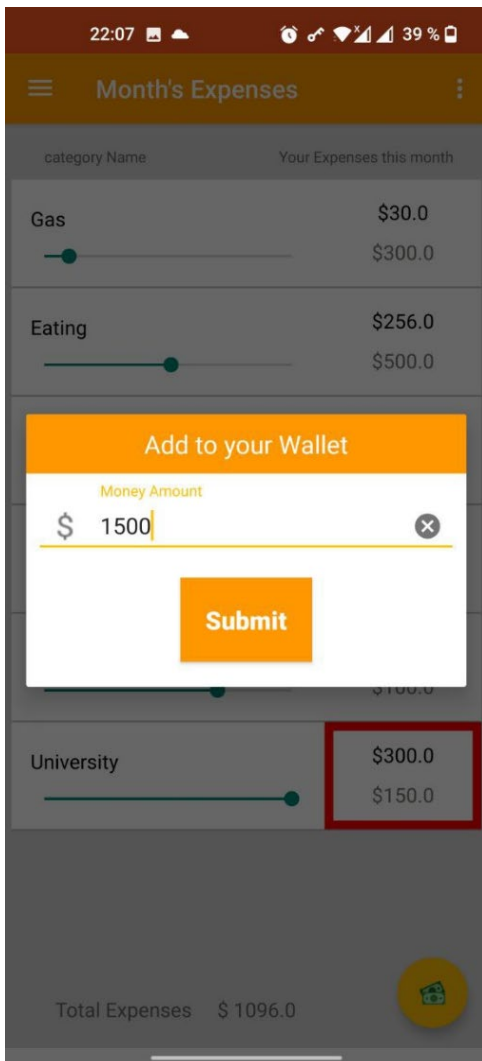 22:07 39 %
Month's Expenses
category Name Your Expenses this month
Gas $30.0
$300.0
Eating $256.0
$500.0
Add to your Wallet
Money Amount
$ 1500
Submit
University $300.0
$150.0
Total Expenses $ 1096.0